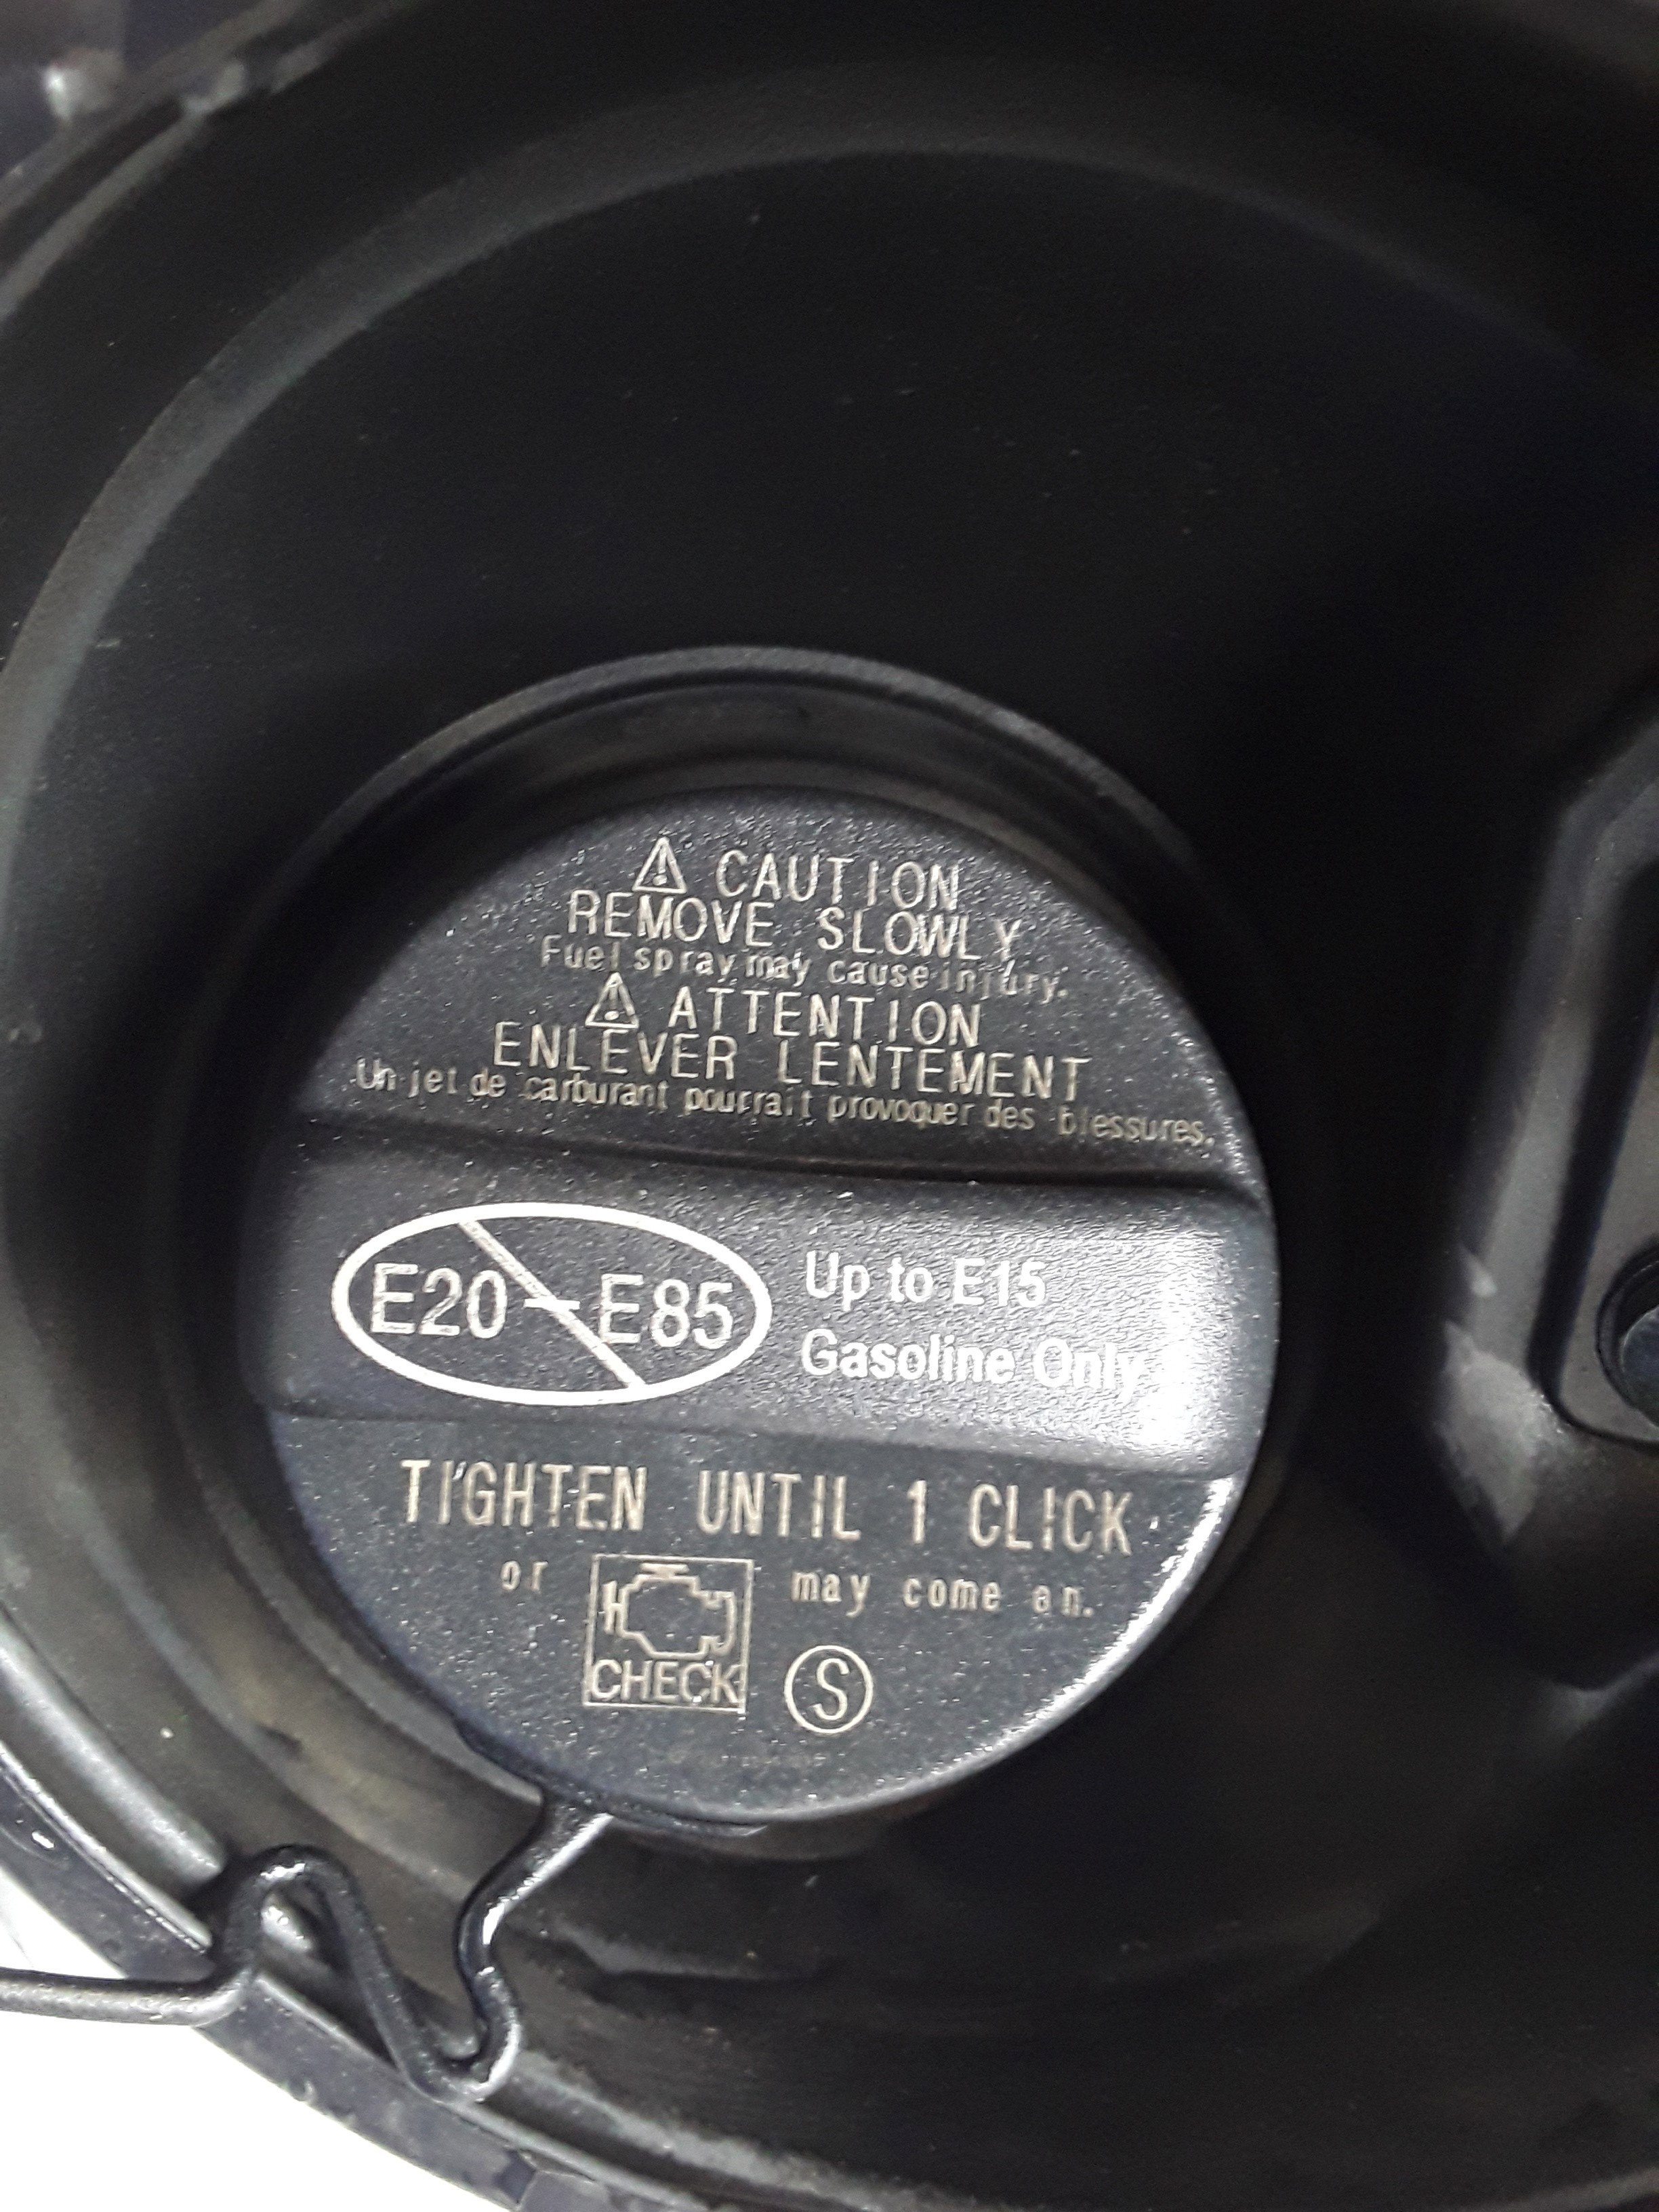 ⚠ CAUTION
REMOVE SLOWLY
Fuel spray may cause injury.
⚠ ATTENTION
ENLEVER LENTEMENT
Un jet de carburant pourrait provoquer des blessures.
E20-E85
Up to E15
Gasoline Only
TIGHTEN UNTIL 1 CLICK
or CHECK may come on.
S